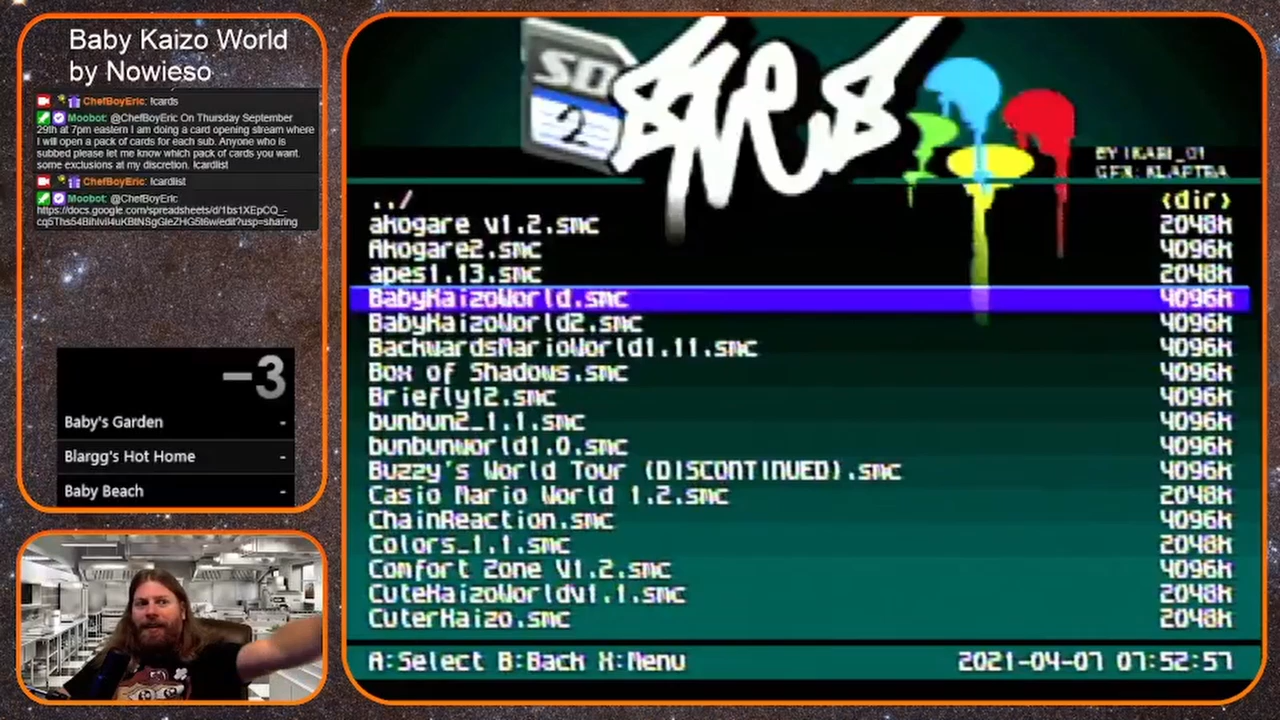 Baby Kaizo World
by Nowieso
ChefBoyEric: !cards
Moobot: @ChefBoyEric On Thursday September
29th at 7pm eastern I am doing a card opening stream where
I will open a pack of cards for each sub. Anyone who is
subbed please let me know which pack of cards you want.
some exclusions at my discretion. !cardlist
ChefBoyEric: !cardlist
Moobot: @ChefBoyEric
-3
Baby's Garden -
Blargg's Hot Home -
Baby Beach -
SD
BY IKARI_01
GFX: KLAPTRA
../ <dir>
akogare v1.2.smc 2048k
Akogare2.smc 4096k
apes1.13.smc 2048k
BabyKaizoWorld.smc 4096k
BabyKaizoWorld2.smc 4096k
BackwardsMarioWorld1.11.smc 4096k
Box of Shadows.smc 4096k
Briefly12.smc 4096k
bunbun2_1.1.smc 4096k
bunbunworld1.0.smc 4096k
Buzzy's World Tour (DISCONTINUED).smc 4096k
Casio Mario World 1.2.smc 2048k
ChainReaction.smc 4096k
Colors_1.1.smc 2048k
Comfort Zone V1.2.smc 4096k
CuteKaizoWorldv1.1.smc 2048k
CuterKaizo.smc 2048k
A:Select B:Back X:Menu 2021-04-07 07:52:57